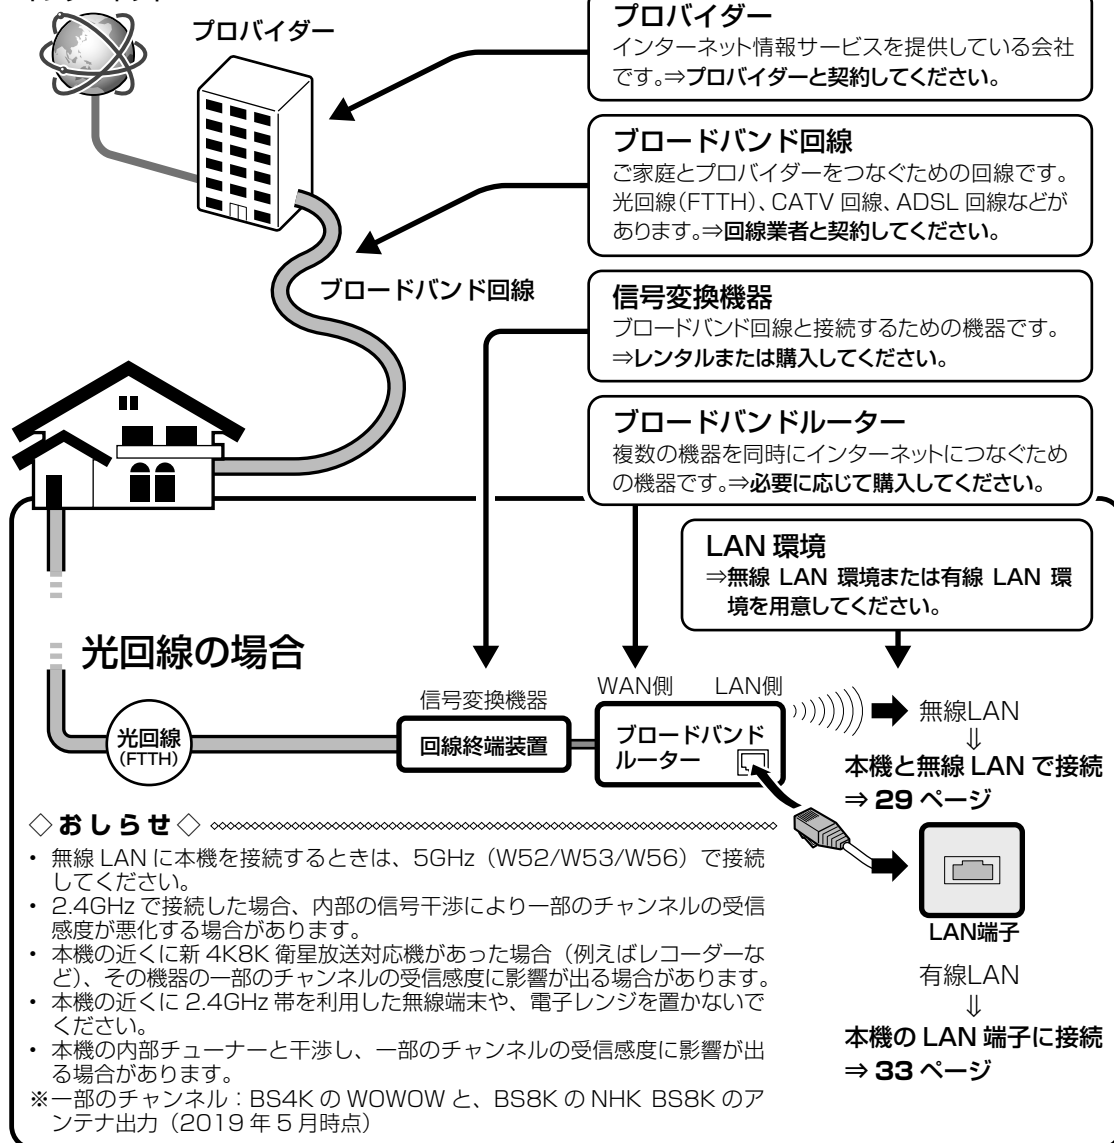 プロバイダー
プロバイダー
インターネット情報サービスを提供している会社
です。⇒プロバイダーと契約してください。
ブロードバンド回線
ご家庭とプロバイダーをつなぐための回線です。
光回線(FTTH)、CATV 回線、ADSL 回線などが
あります。⇒回線業者と契約してください。
ブロードバンド回線
信号変換機器
ブロードバンド回線と接続するための機器です。
⇒レンタルまたは購入してください。
ブロードバンドルーター
複数の機器を同時にインターネットにつなぐため
の機器です。⇒必要に応じて購入してください。
LAN 環境
⇒無線 LAN 環境または有線 LAN 環
境を用意してください。
光回線の場合
光回線
(FTTH)
信号変換機器
回線終端装置
WAN側 LAN側
ブロードバンド
ルーター
無線LAN
⇓
本機と無線 LAN で接続
⇒ 29 ページ
LAN端子
有線LAN
⇓
本機の LAN 端子に接続
⇒ 33 ページ
◇おしらせ◇
・ 無線 LAN に本機を接続するときは、5GHz（W52/W53/W56）で接続
してください。
・ 2.4GHz で接続した場合、内部の信号干渉により一部のチャンネルの受信
感度が悪化する場合があります。
・ 本機の近くに新 4K8K 衛星放送対応機があった場合（例えばレコーダーな
ど）、その機器の一部のチャンネルの受信感度に影響が出る場合があります。
・ 本機の近くに 2.4GHz 帯を利用した無線端末や、電子レンジを置かないで
ください。
・ 本機の内部チューナーと干渉し、一部のチャンネルの受信感度に影響が出
る場合があります。
※一部のチャンネル：BS4K の WOWOW と、BS8K の NHK BS8K のア
ンテナ出力（2019 年 5 月時点）